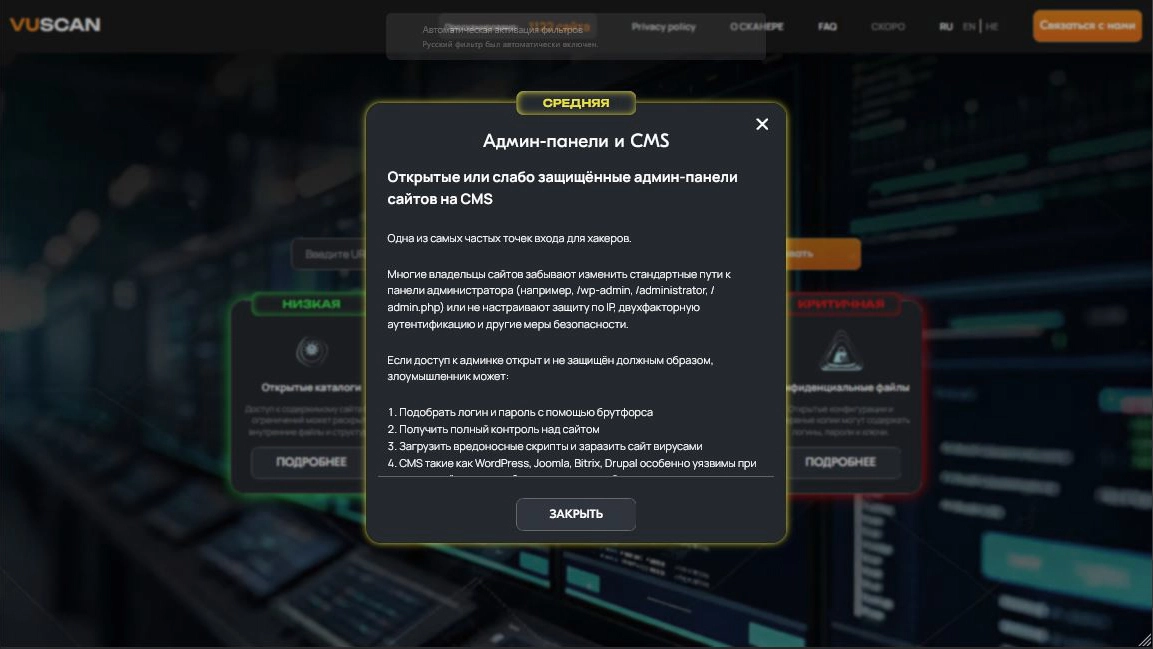 VUSCAN
Автоматическая активация фильтров
Русский фильтр был автоматически включен.
Privacy policy
О СКАНЕРЕ
FAQ
СКОРО
RU EN | HE
Связаться с нами
СРЕДНЯЯ
Админ-панели и CMS
Открытые или слабо защищённые админ-панели
сайтов на CMS
Одна из самых частых точек входа для хакеров.
Многие владельцы сайтов забывают изменить стандартные пути к
панели администратора (например, /wp-admin, /administrator, /
admin.php) или не настраивают защиту по IP, двухфакторную
аутентификацию и другие меры безопасности.
Если доступ к админке открыт и не защищён должным образом,
злоумышленник может:
1. Подобрать логин и пароль с помощью брутфорса
2. Получить полный контроль над сайтом
3. Загрузить вредоносные скрипты и заразить сайт вирусами
4. CMS такие как WordPress, Joomla, Bitrix, Drupal особенно уязвимы при
ЗАКРЫТЬ
Введите UR
НИЗКАЯ
Открытые каталоги
ПОДРОБНЕЕ
КРИТИЧНАЯ
фиденциальные файлы
Открытые конфигурации и
логины, пароли и ключи.
ПОДРОБНЕЕ